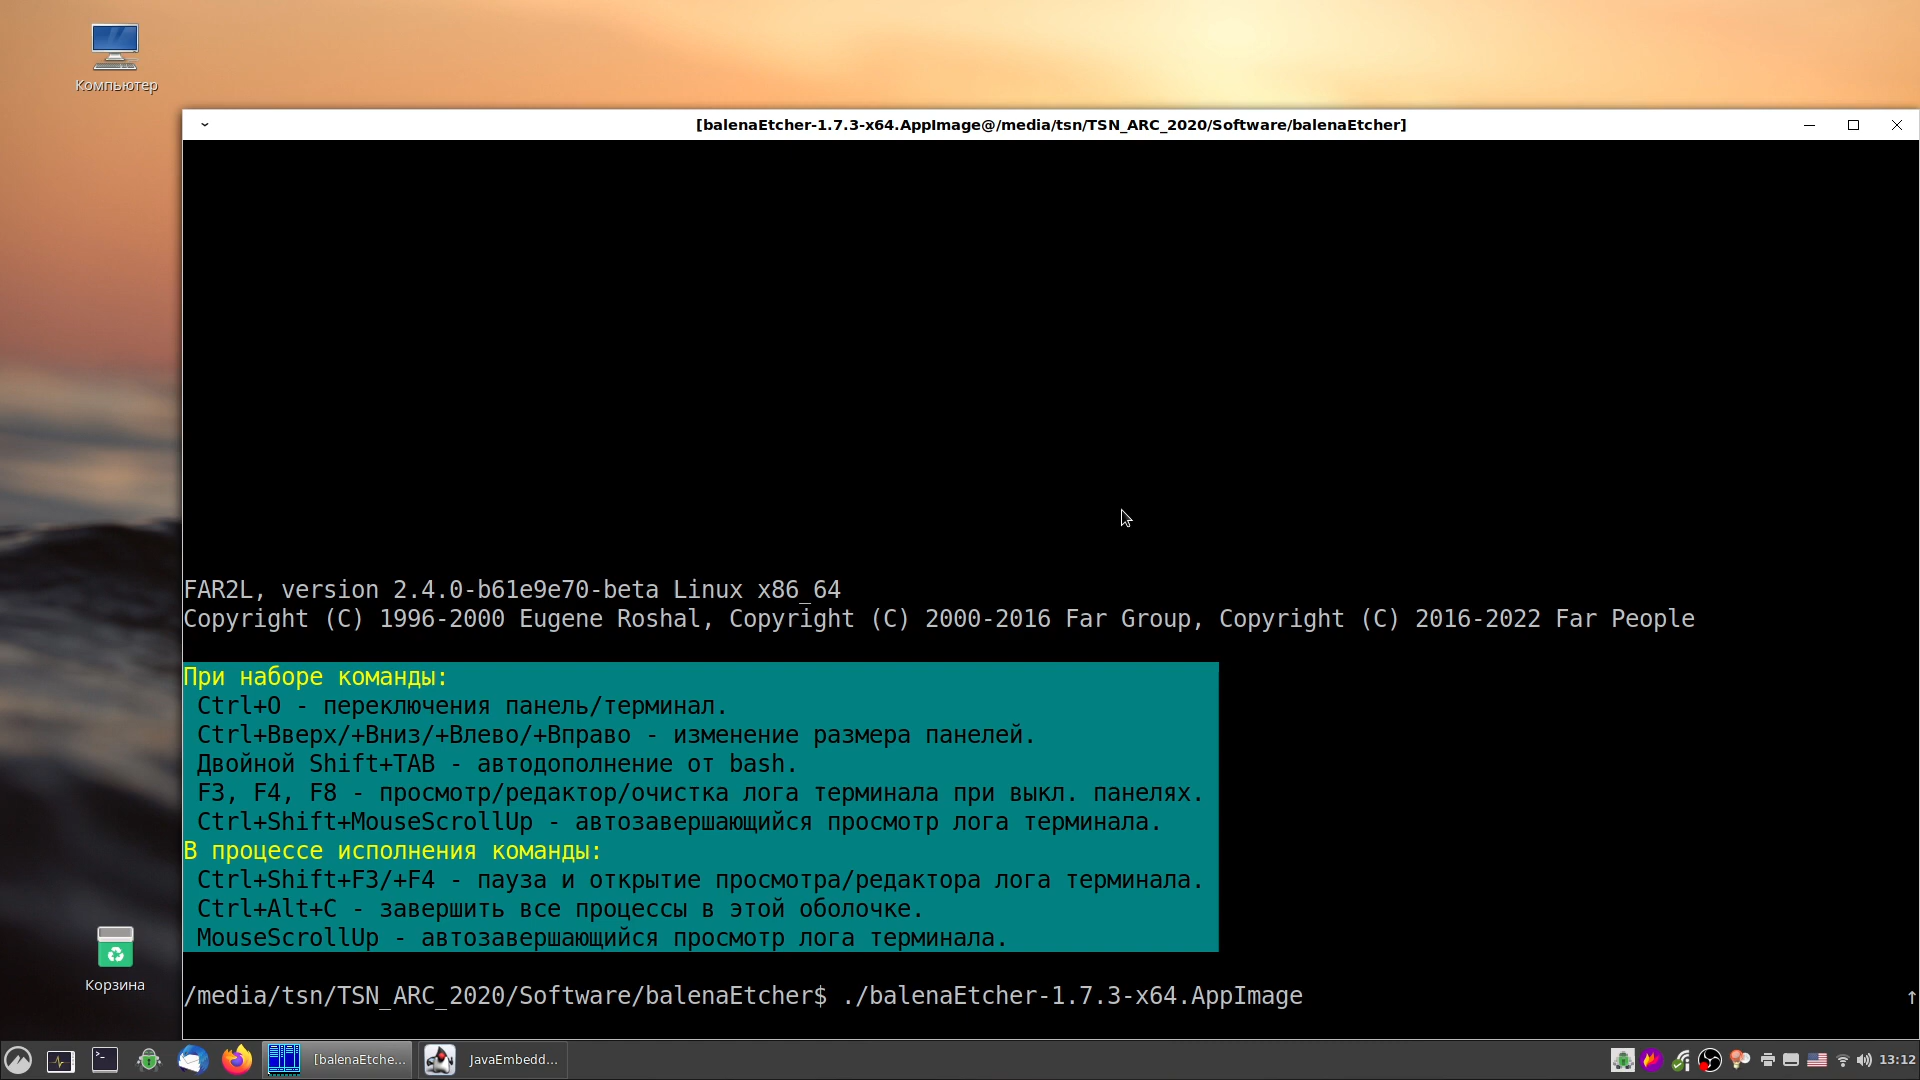 Компьютер
[balenaEtcher-1.7.3-x64.AppImage@/media/tsn/TSN_ARC_2020/Software/balenaEtcher]
FAR2L, version 2.4.0-b61e9e70-beta Linux x86_64
Copyright (C) 1996-2000 Eugene Roshal, Copyright (C) 2000-2016 Far Group, Copyright (C) 2016-2022 Far People
При наборе команды:
Ctrl+O - переключения панель/терминал.
Ctrl+Вверх/+Вниз/+Влево/+Вправо - изменение размера панелей.
Двойной Shift+TAB - автодополнение от bash.
F3, F4, F8 - просмотр/редактор/очистка лога терминала при выкл. панелях.
Ctrl+Shift+MouseScrollUp - автозавершающийся просмотр лога терминала.
В процессе исполнения команды:
Ctrl+Shift+F3/+F4 - пауза и открытие просмотра/редактора лога терминала.
Ctrl+Alt+C - завершить все процессы в этой оболочке.
MouseScrollUp - автозавершающийся просмотр лога терминала.
/media/tsn/TSN_ARC_2020/Software/balenaEtcher$ ./balenaEtcher-1.7.3-x64.AppImage ↑
Корзина
[balenaEtche...
JavaEmbedd...
13:12